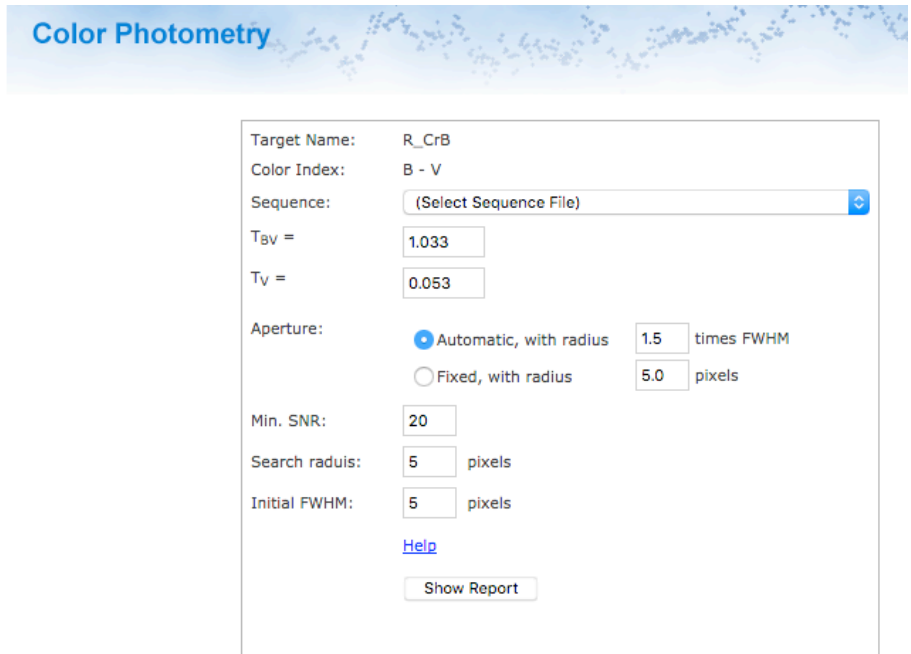 Color Photometry
Target Name: R_CrB
Color Index: B - V
Sequence: (Select Sequence File)
TBV = 1.033
TV = 0.053
Aperture: Automatic, with radius 1.5 times FWHM
Fixed, with radius 5.0 pixels
Min. SNR: 20
Search raduis: 5 pixels
Initial FWHM: 5 pixels
Help
Show Report